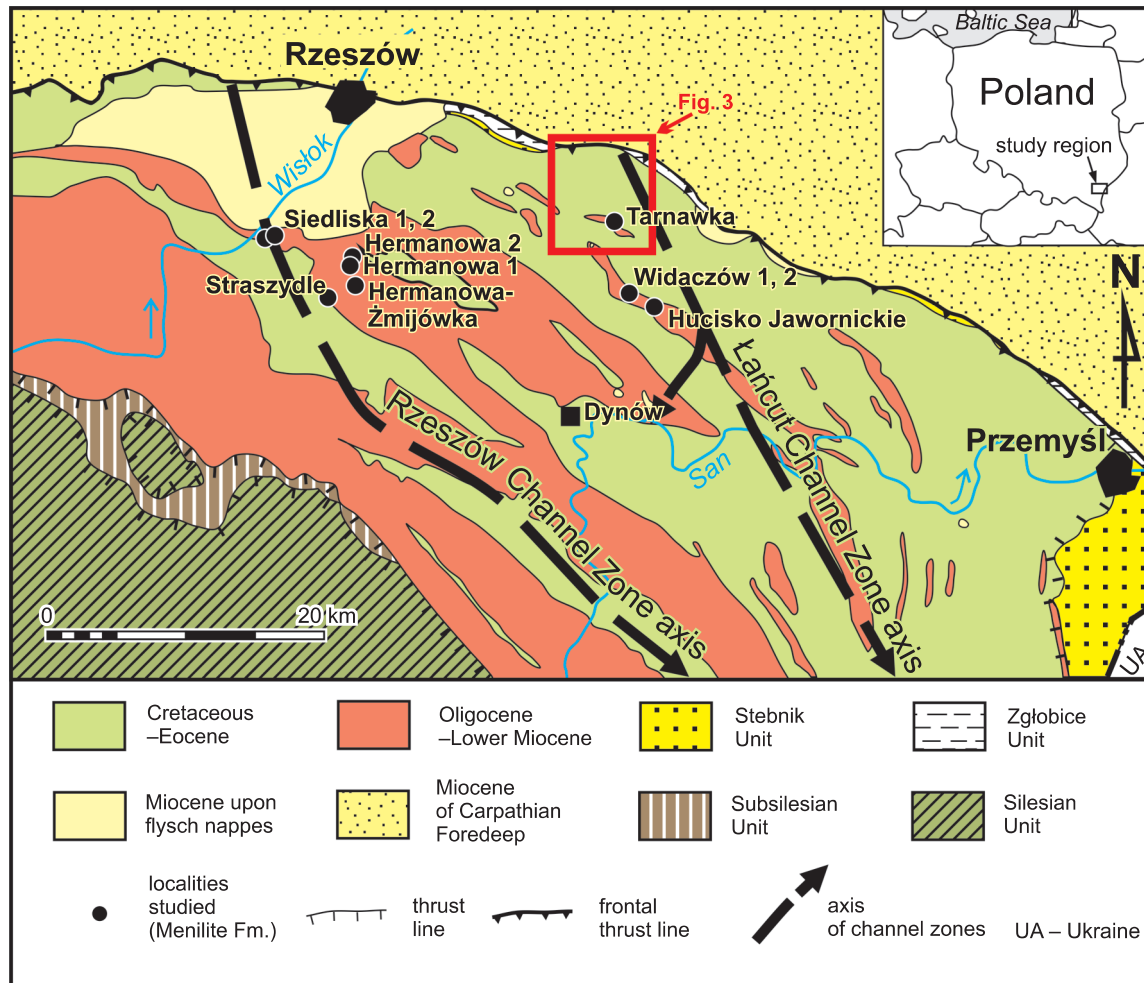 Baltic Sea
Poland
study region
Rzeszów
Fig. 3
Wisłok
Siedliska 1, 2
Tarnawka
Hermanowa 2
Hermanowa 1
Widaczów 1, 2
Straszydle
Hermanowa-
Żmijówka
Hucisko Jawornickie
N
Łańcut Channel Zone axis
Rzeszów Channel Zone axis
Dynów
San
Przemyśl
0
20 km
UA
Cretaceous
–Eocene
Oligocene
–Lower Miocene
Stebnik
Unit
Zgłobice
Unit
Miocene upon
flysch nappes
Miocene
of Carpathian
Foredeep
Subsilesian
Unit
Silesian
Unit
localities
studied
(Menilite Fm.)
thrust
line
frontal
thrust line
axis
of channel zones
UA – Ukraine